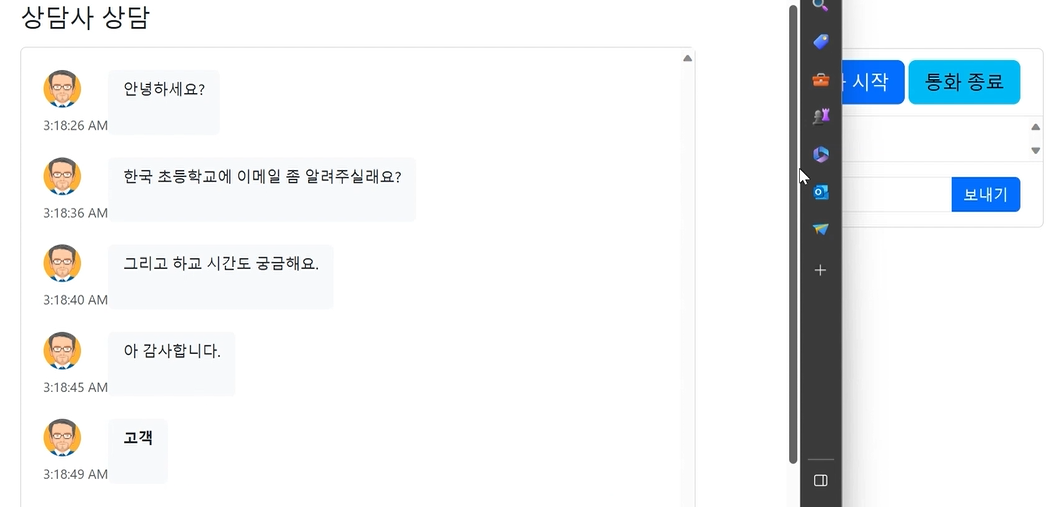 상담사 상담
안녕하세요?
3:18:26 AM
한국 초등학교에 이메일 좀 알려주실래요?
3:18:36 AM
그리고 하교 시간도 궁금해요.
3:18:40 AM
아 감사합니다.
3:18:45 AM
고객
3:18:49 AM
시작
통화 종료
보내기